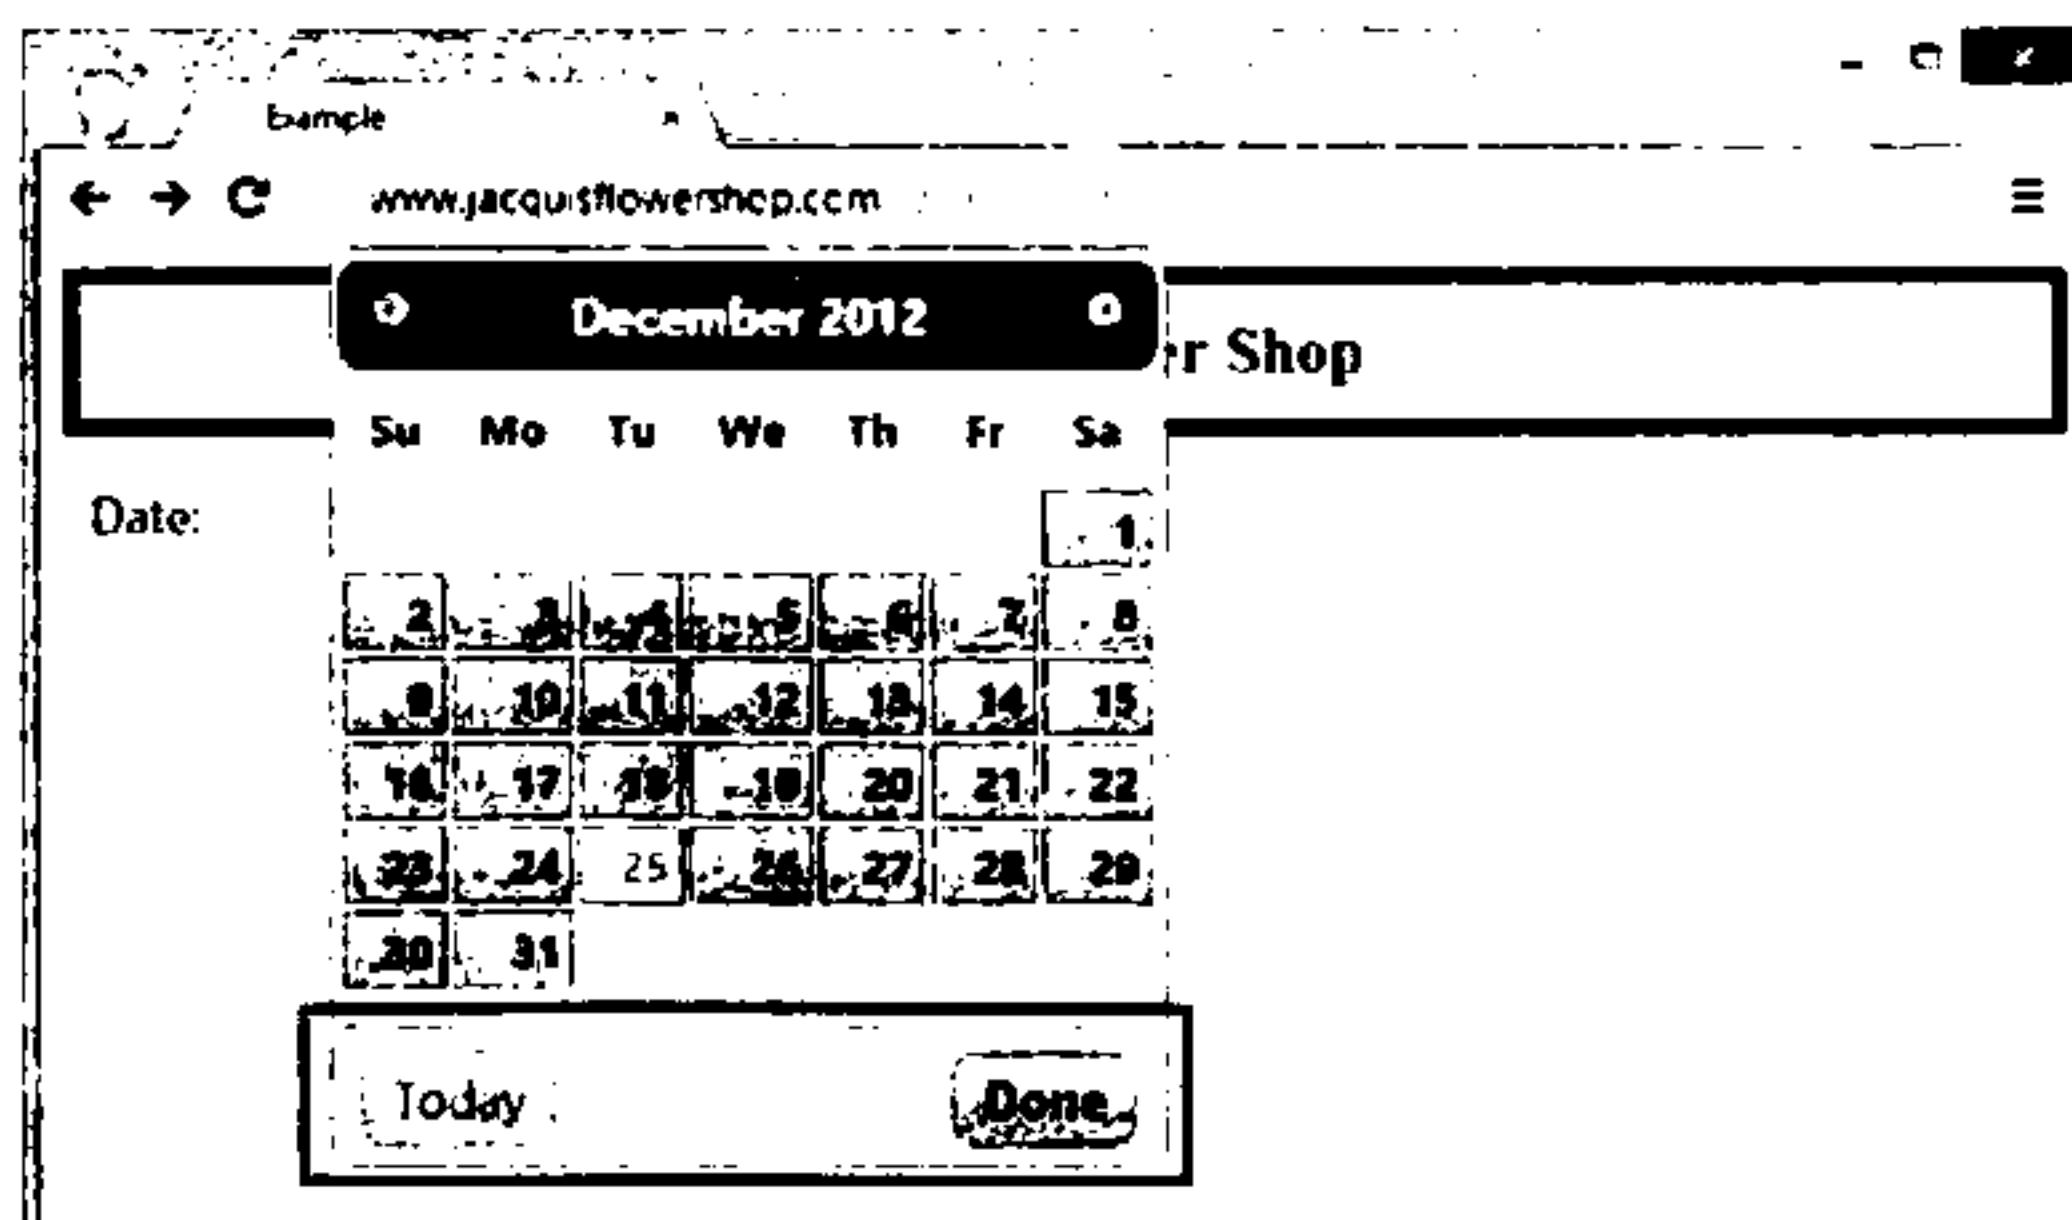 Example
www.jacquisflowershop.com
December 2012
r Shop
Su Mo Tu We Th Fr Sa
Date:
1
2 3 4 5 6 7 8
9 10 11 12 13 14 15
16 17 18 19 20 21 22
23 24 25 26 27 28 29
30 31
Today Done